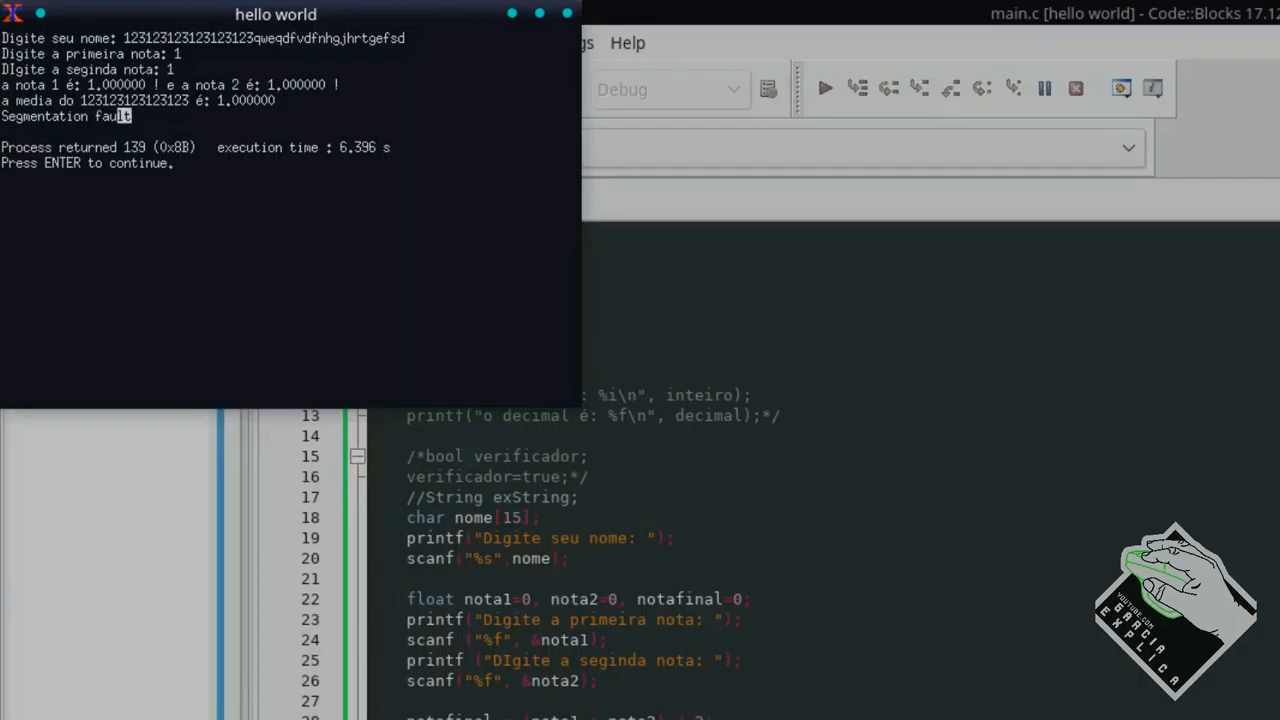 hello world
main.c [hello world] - Code::Blocks 17.12
Digite seu nome: 123123123123123123qweqdfvdfnhgjhrtgefsd
Digite a primeira nota: 1
DIgite a seginda nota: 1
a nota 1 é: 1.000000 ! e a nota 2 é: 1.000000 !
a media do 123123123123123 é: 1.000000
Segmentation fault
Process returned 139 (0x8B)   execution time : 6.396 s
Press ENTER to continue.
Help
Debug
: %i\n", inteiro);
13 printf("o decimal é: %f\n", decimal);*/
14
15 /*bool verificador;
16 verificador=true;*/
17 //String exString;
18 char nome[15];
19 printf("Digite seu nome: ");
20 scanf("%s",nome);
21
22 float nota1=0, nota2=0, notafinal=0;
23 printf("Digite a primeira nota: ");
24 scanf ("%f", &nota1);
25 printf ("DIgite a seginda nota: ");
26 scanf("%f", &nota2);
27
YOUTUBE.COM
GARCIA
EXPLICA